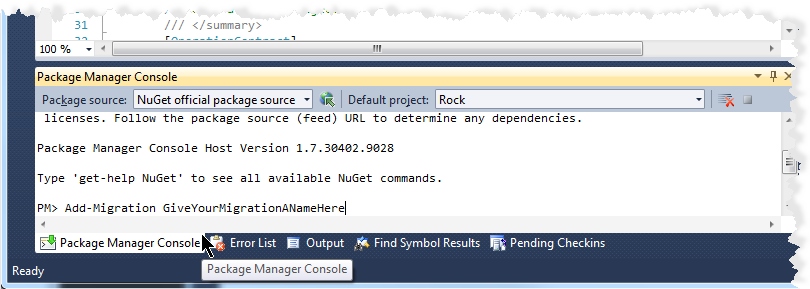 31 /// </summary>
[OperationContract]
100 %
Package Manager Console
Package source: NuGet official package source Default project: Rock
licenses. Follow the package source (feed) URL to determine any dependencies.
Package Manager Console Host Version 1.7.30402.9028
Type 'get-help NuGet' to see all available NuGet commands.
PM> Add-Migration GiveYourMigrationANameHere
Package Manager Console Error List Output Find Symbol Results Pending Checkins
Ready
Package Manager Console